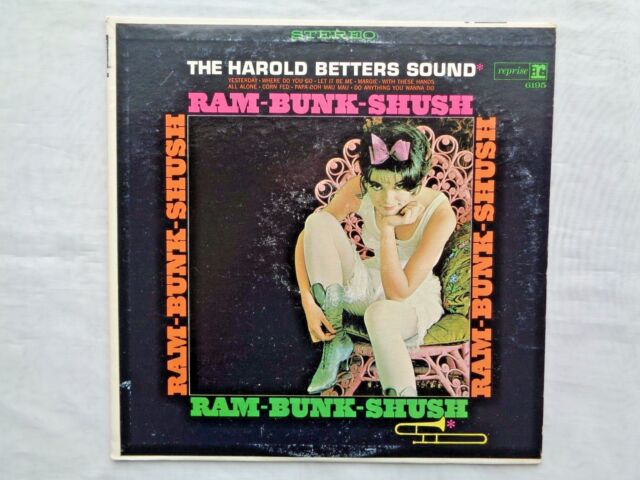 STEREO
THE HAROLD BETTERS SOUND*
reprise
6195
YESTERDAY · WHERE DO YOU GO · LET IT BE ME · MARGIE · WITH THESE HANDS
ALL ALONE · CORN FED · PAPA-OOH MAU MAU · DO ANYTHING YOU WANNA DO
RAM-BUNK-SHUSH
RAM-BUNK-SHUSH
RAM-BUNK-SHUSH
RAM-BUNK-SHUSH
*